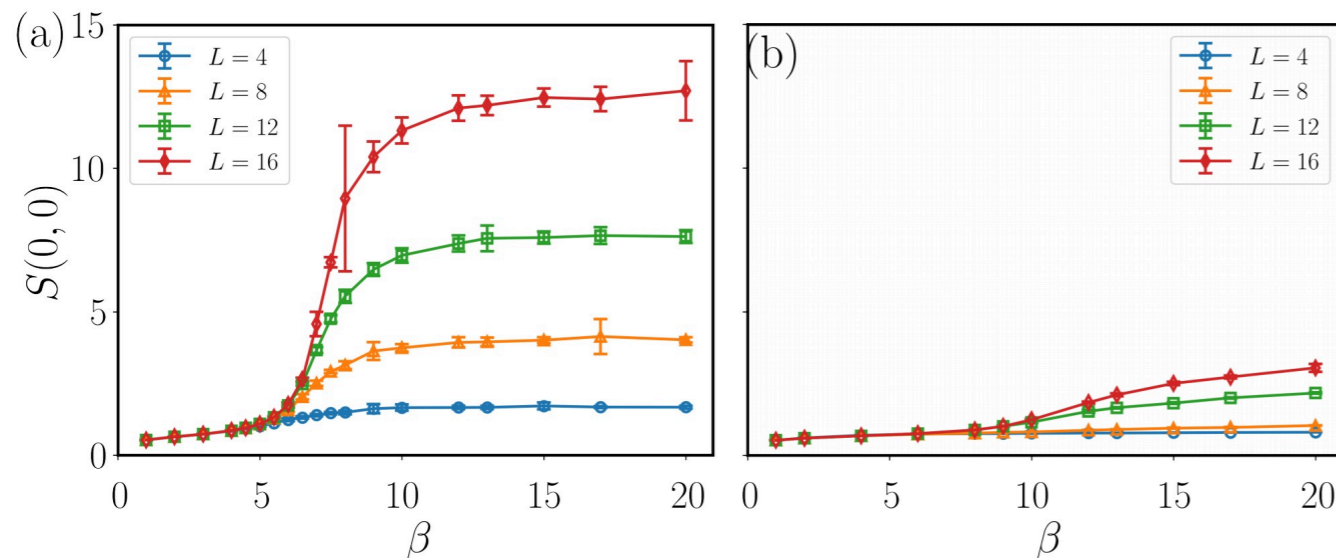 (a)
L = 4
L = 8
L = 12
L = 16
S(0, 0)
15
10
5
0
0
5
10
15
20
β
(b)
L = 4
L = 8
L = 12
L = 16
0
5
10
15
20
β